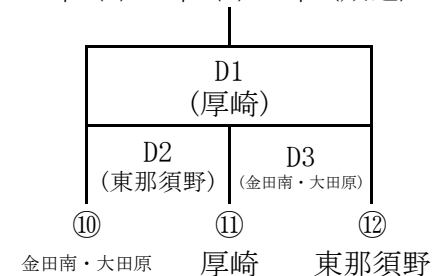 D1
(厚崎)
D2 D3
(東那須野) (金田南・大田原)
⑩ ⑪ ⑫
金田南・大田原 厚崎 東那須野